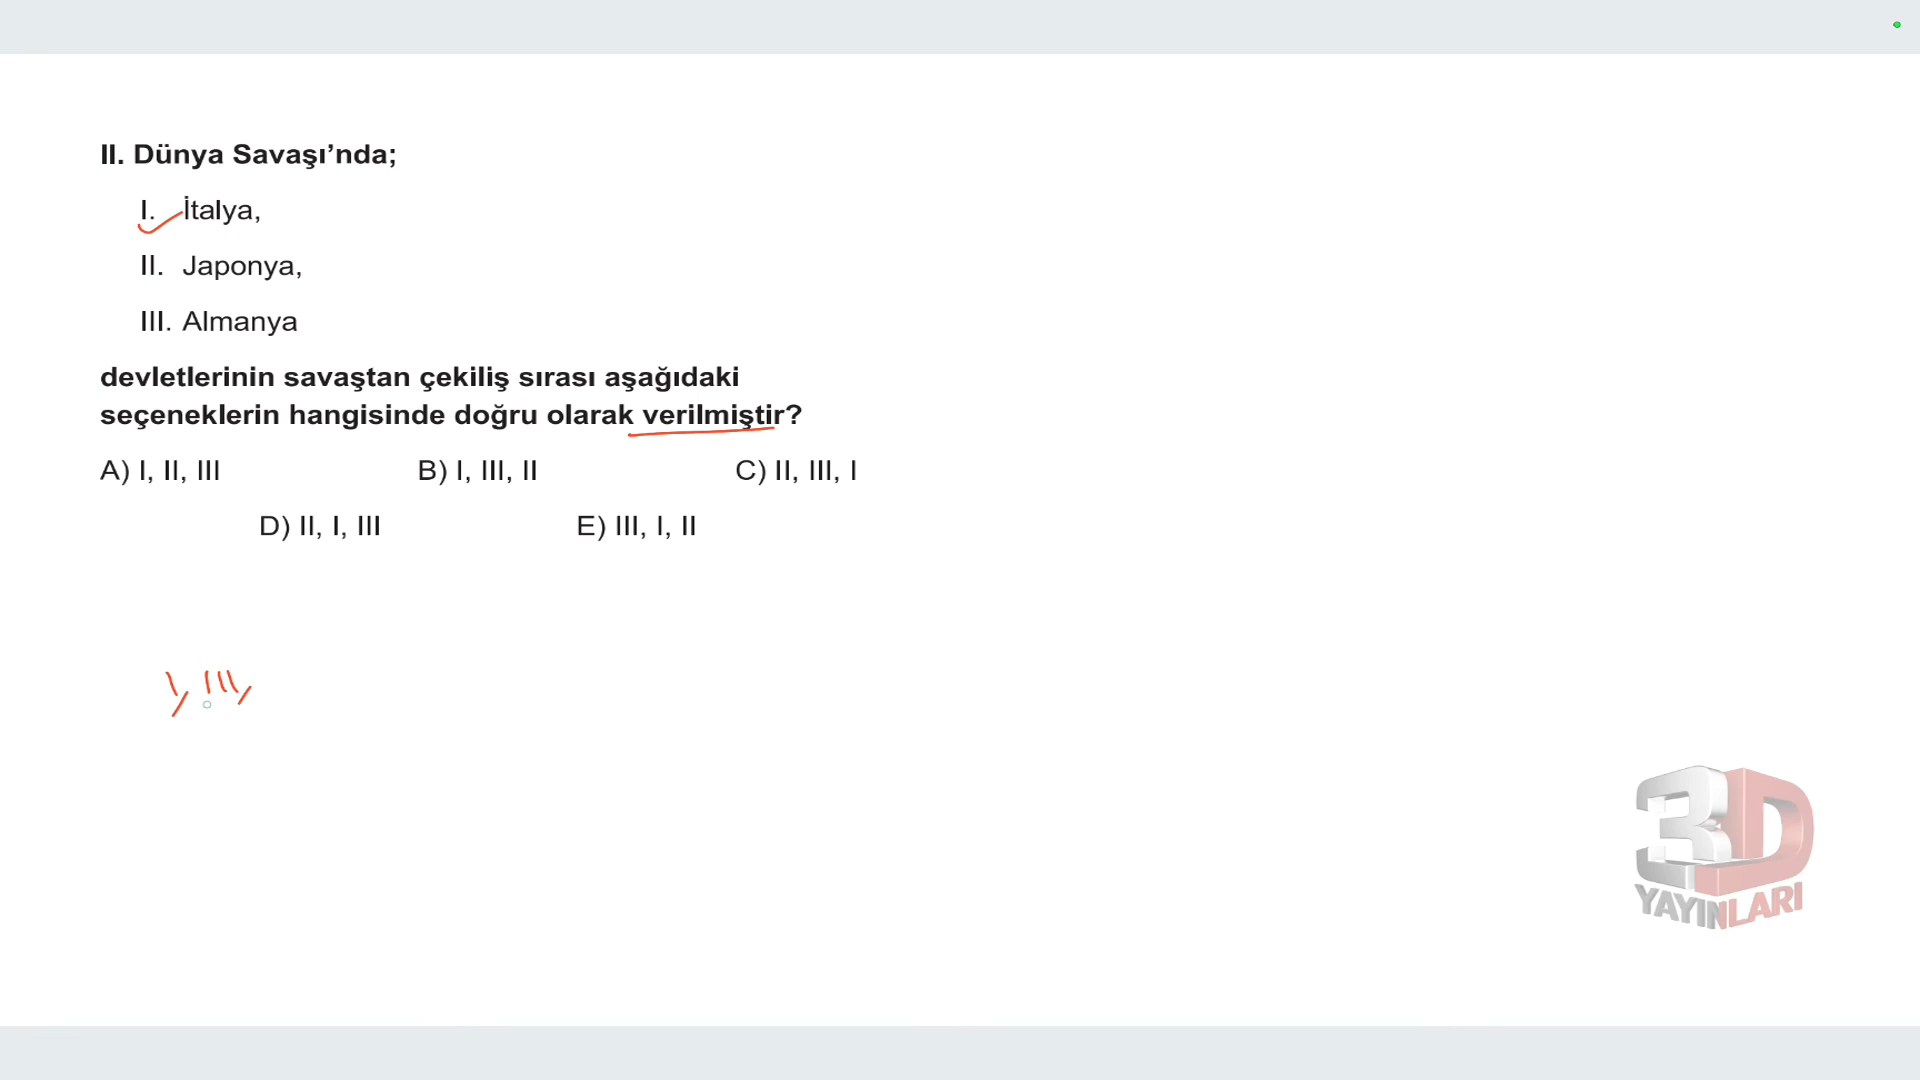 II. Dünya Savaşı’nda;
I. İtalya,
II. Japonya,
III. Almanya
devletlerinin savaştan çekiliş sırası aşağıdaki
seçeneklerin hangisinde doğru olarak verilmiştir?
A) I, II, III B) I, III, II C) II, III, I
D) II, I, III E) III, I, II
I, III,
3D
YAYINLARI